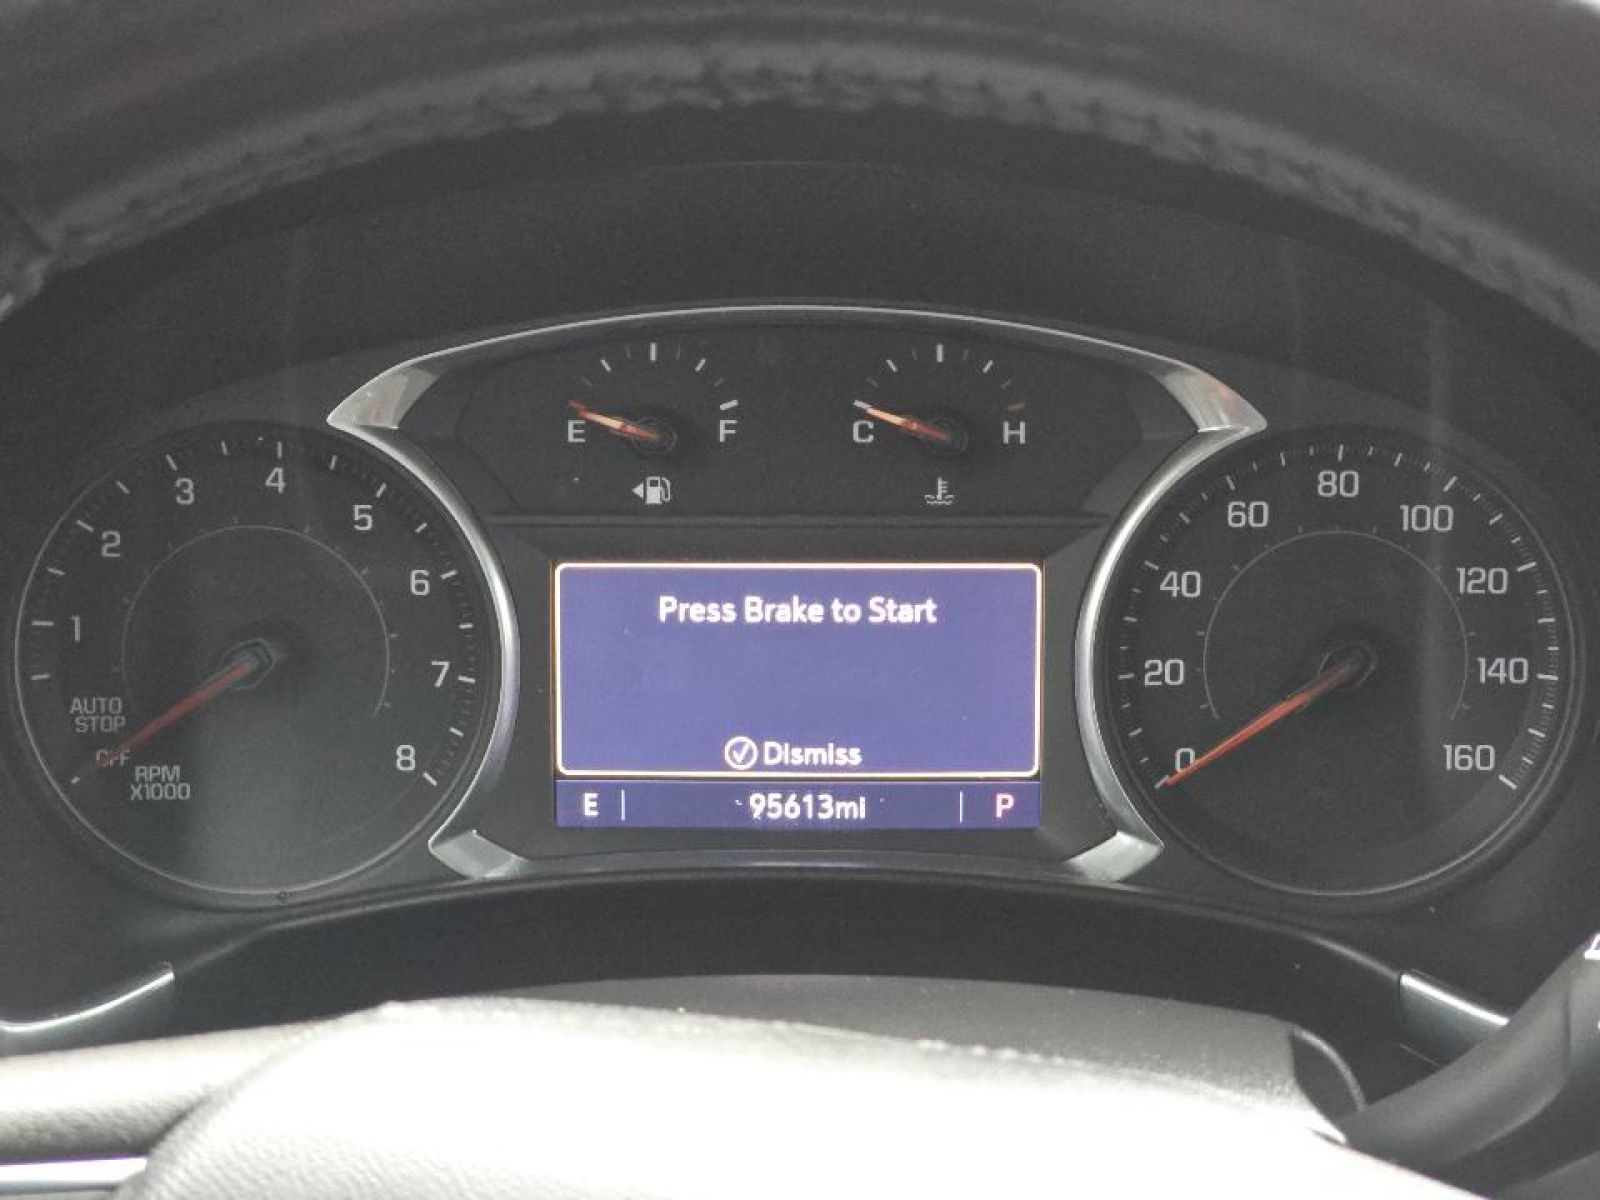 E F
C H
1
2
3
4
5
6
7
8
AUTO
STOP
OFF
RPM
X1000
Press Brake to Start
Dismiss
E 95613mi P
0
20
40
60
80
100
120
140
160